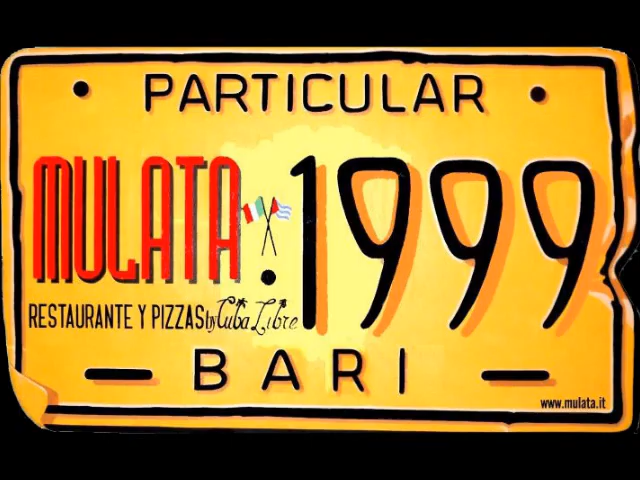 PARTICULAR
MULATA . 1999
RESTAURANTE Y PIZZAS by Cuba Libre
- BARI -
www.mulata.it